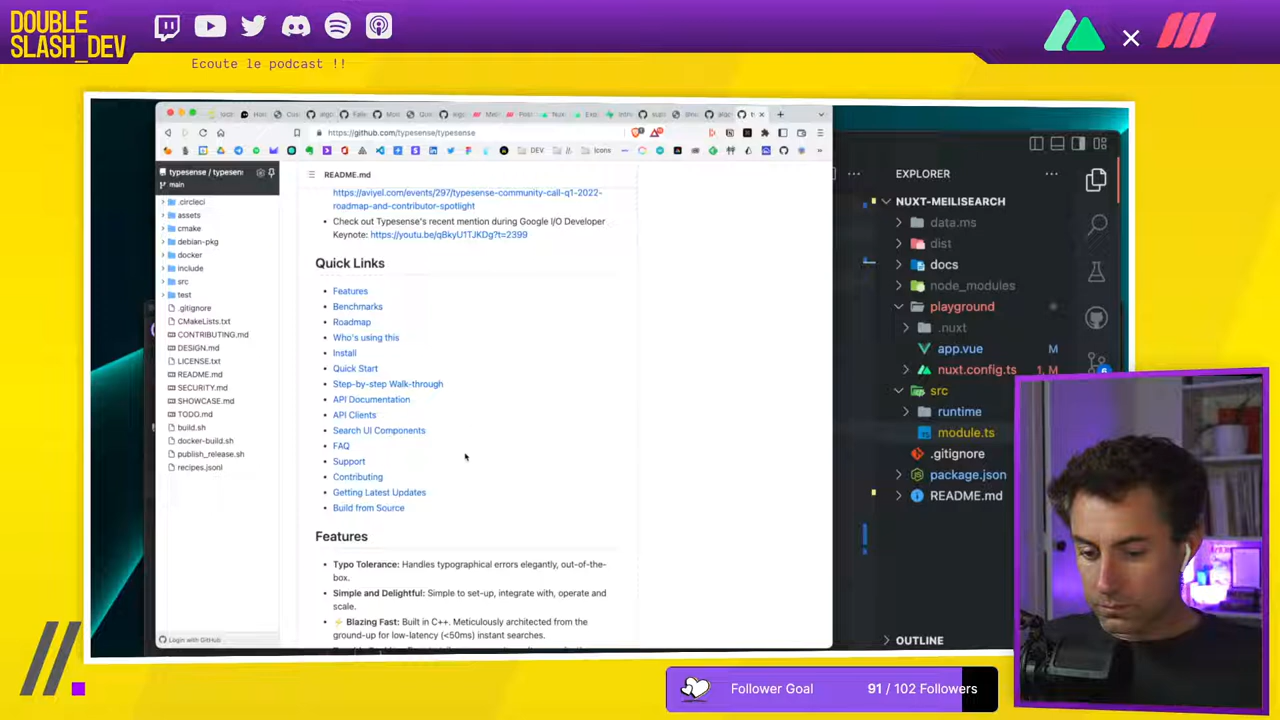 DOUBLE
SLASH_DEV
Ecoute le podcast !!
https://github.com/typesense/typesense
DEV
Icons
typesense / typesen
main
.circleci
assets
cmake
debian-pkg
docker
include
src
test
.gitignore
CMakeLists.txt
CONTRIBUTING.md
DESIGN.md
LICENSE.txt
README.md
SECURITY.md
SHOWCASE.md
TODO.md
build.sh
docker-build.sh
publish_release.sh
recipes.jsonl
Login with GitHub
README.md
https://aviyel.com/events/297/typesense-community-call-q1-2022-
roadmap-and-contributor-spotlight
Check out Typesense's recent mention during Google I/O Developer
Keynote: https://youtu.be/qBkyU1TJKDg?t=2399
Quick Links
Features
Benchmarks
Roadmap
Who's using this
Install
Quick Start
Step-by-step Walk-through
API Documentation
API Clients
Search UI Components
FAQ
Support
Contributing
Getting Latest Updates
Build from Source
Features
Typo Tolerance: Handles typographical errors elegantly, out-of-the-
box.
Simple and Delightful: Simple to set-up, integrate with, operate and
scale.
⚡ Blazing Fast: Built in C++. Meticulously architected from the
ground-up for low-latency (<50ms) instant searches.
EXPLORER
NUXT-MEILISEARCH
data.ms
dist
docs
node_modules
playground
.nuxt
app.vue M
nuxt.config.ts 1, M
src
runtime
module.ts
.gitignore
package.json
README.md
6
OUTLINE
Follower Goal 91 / 102 Followers